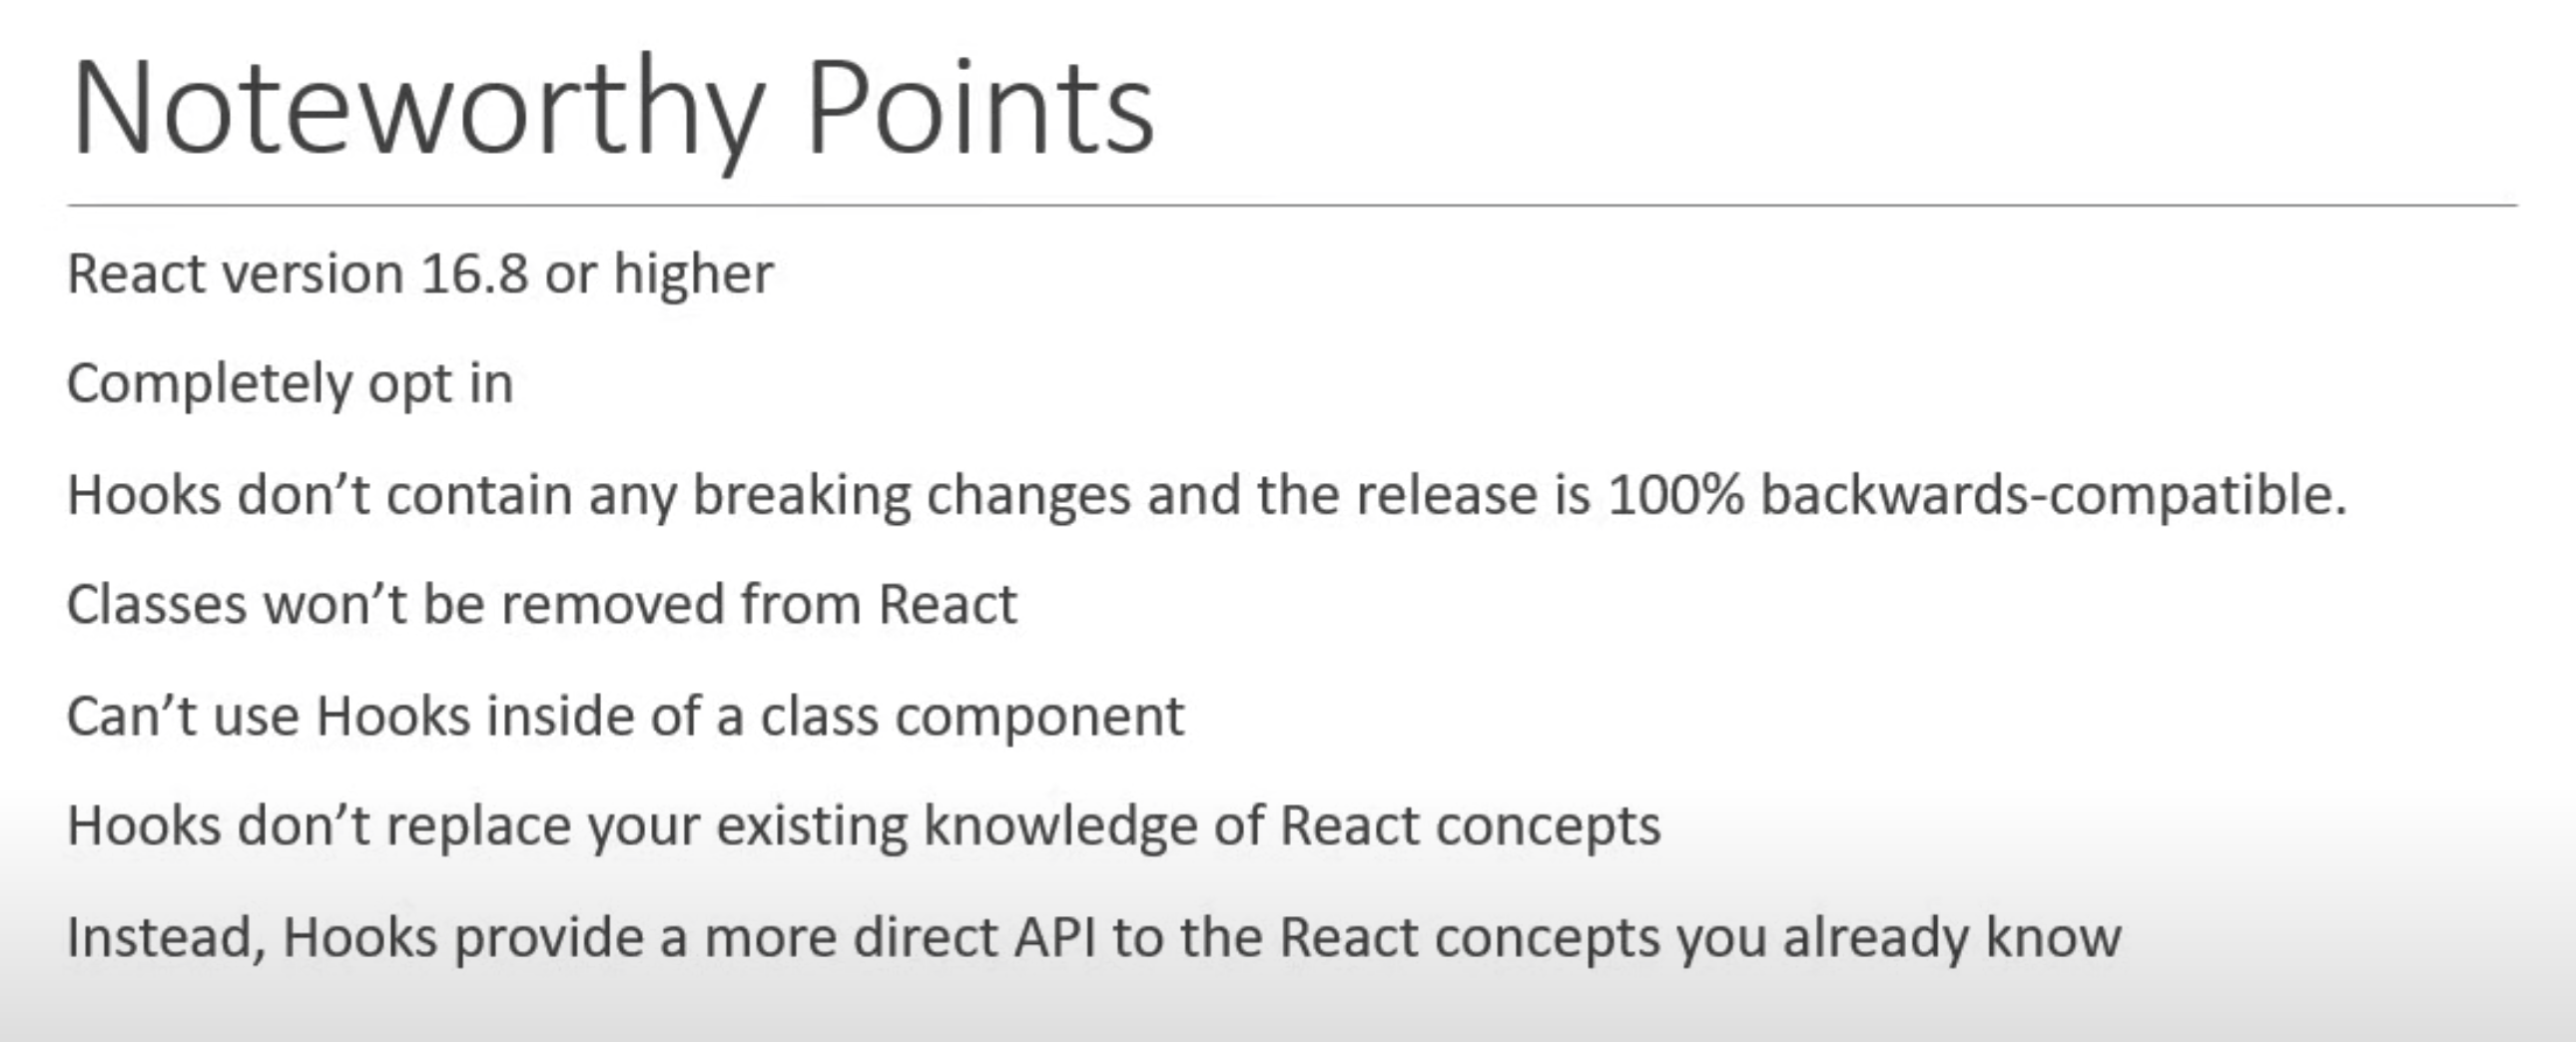 Noteworthy Points
React version 16.8 or higher
Completely opt in
Hooks don’t contain any breaking changes and the release is 100% backwards-compatible.
Classes won’t be removed from React
Can’t use Hooks inside of a class component
Hooks don’t replace your existing knowledge of React concepts
Instead, Hooks provide a more direct API to the React concepts you already know